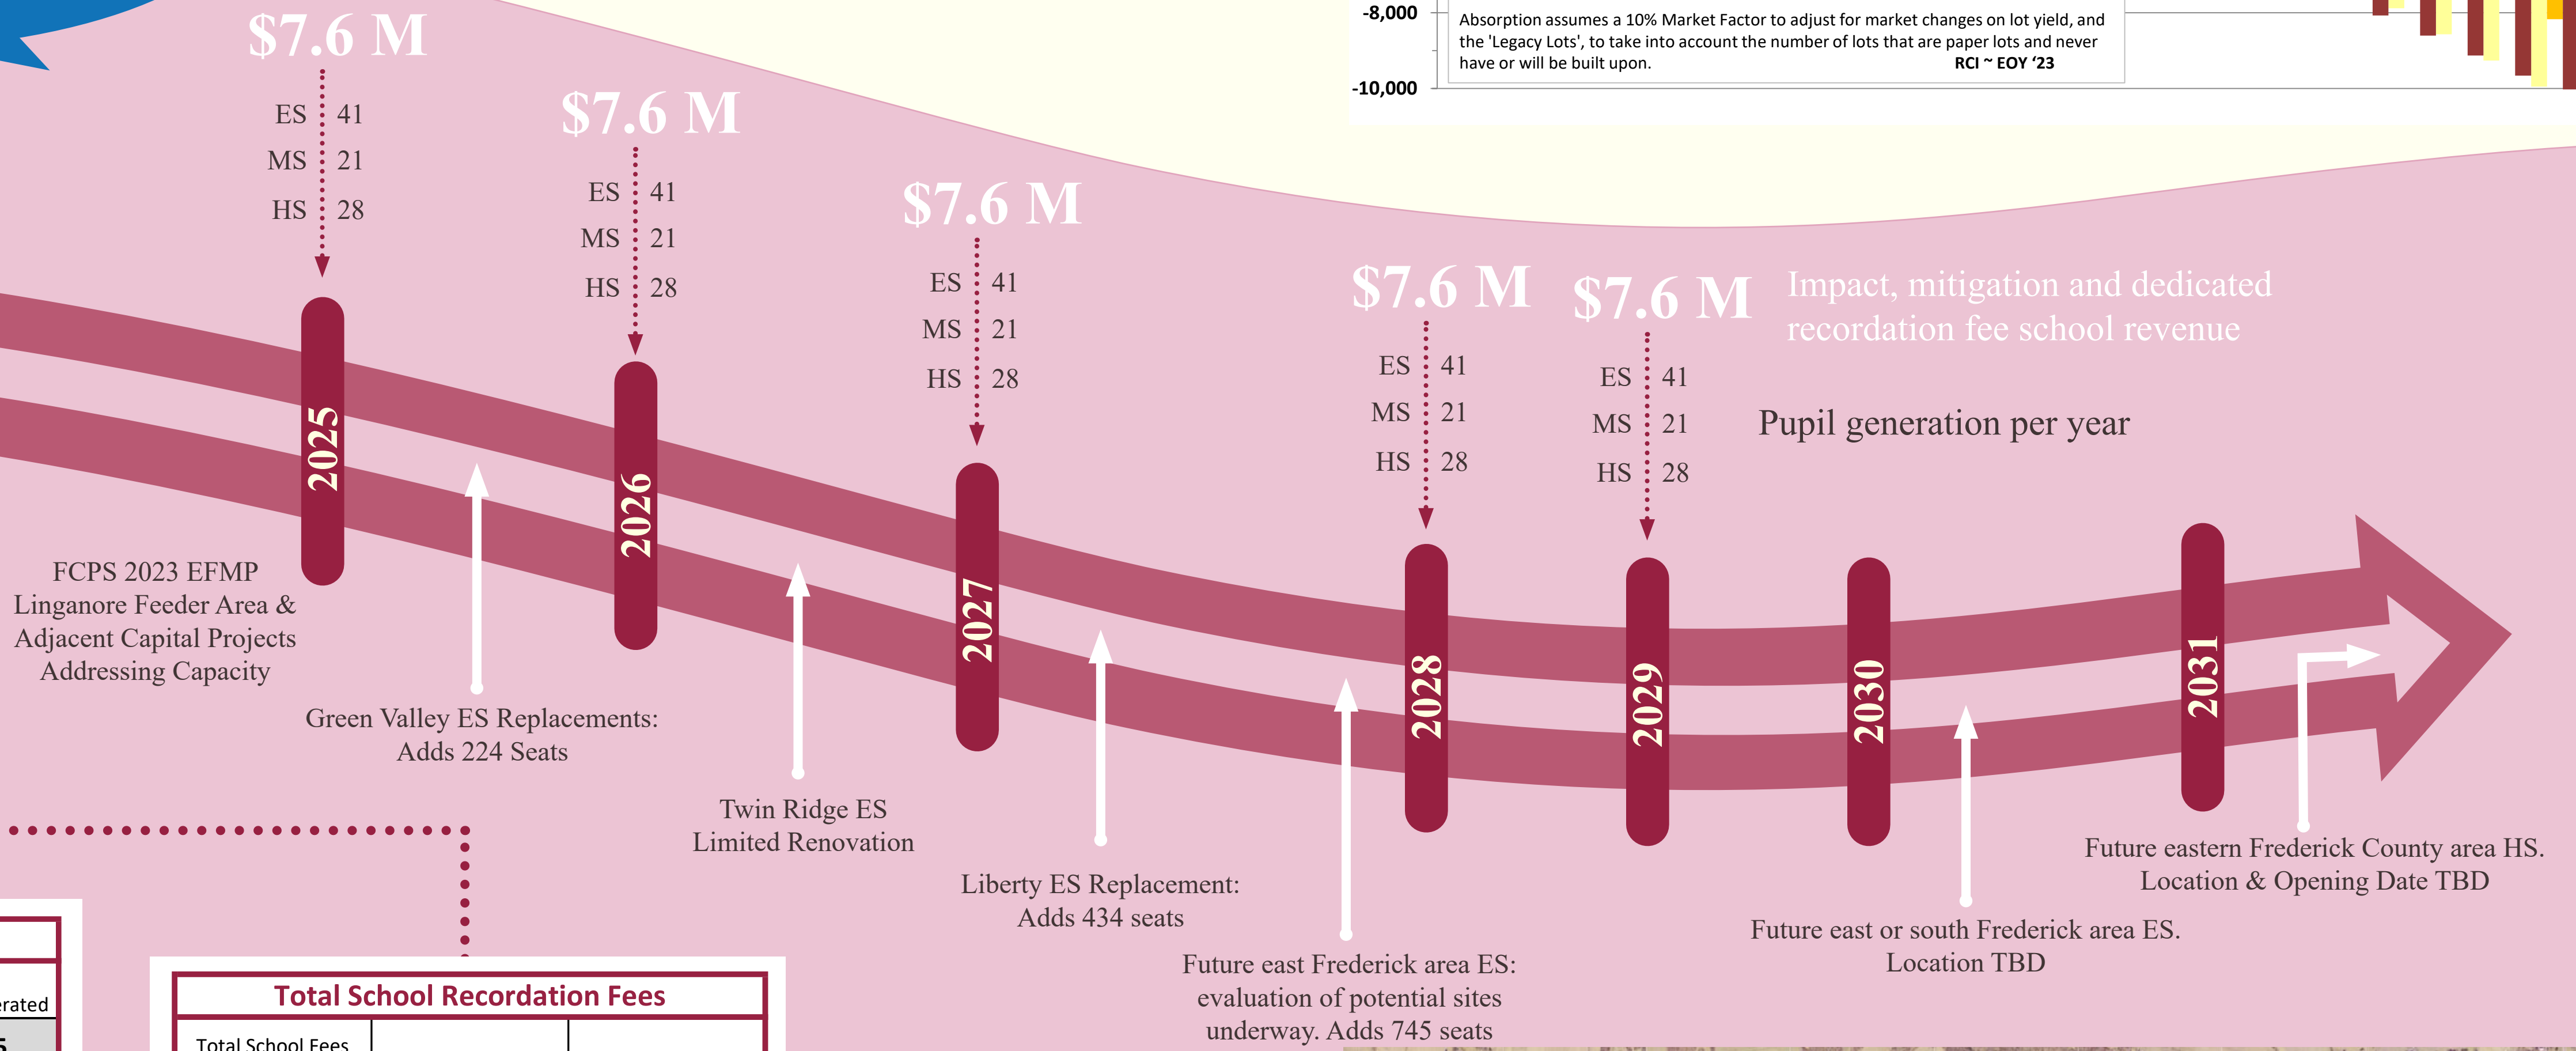 $7.6 M
ES 41
MS 21
HS 28
$7.6 M
ES 41
MS 21
HS 28
$7.6 M
ES 41
MS 21
HS 28
$7.6 M
ES 41
MS 21
HS 28
$7.6 M
ES 41
MS 21
HS 28
Impact, mitigation and dedicated
recordation fee school revenue
Pupil generation per year
-8,000
-10,000
Absorption assumes a 10% Market Factor to adjust for market changes on lot yield, and
the 'Legacy Lots', to take into account the number of lots that are paper lots and never
have or will be built upon. RCI ~ EOY ‘23
2025
2026
2027
2028
2029
2030
2031
FCPS 2023 EFMP
Linganore Feeder Area &
Adjacent Capital Projects
Addressing Capacity
Green Valley ES Replacements:
Adds 224 Seats
Twin Ridge ES
Limited Renovation
Liberty ES Replacement:
Adds 434 seats
Future east Frederick area ES:
evaluation of potential sites
underway. Adds 745 seats
Future east or south Frederick area ES.
Location TBD
Future eastern Frederick County area HS.
Location & Opening Date TBD
Total School Recordation Fees
Total School Fees